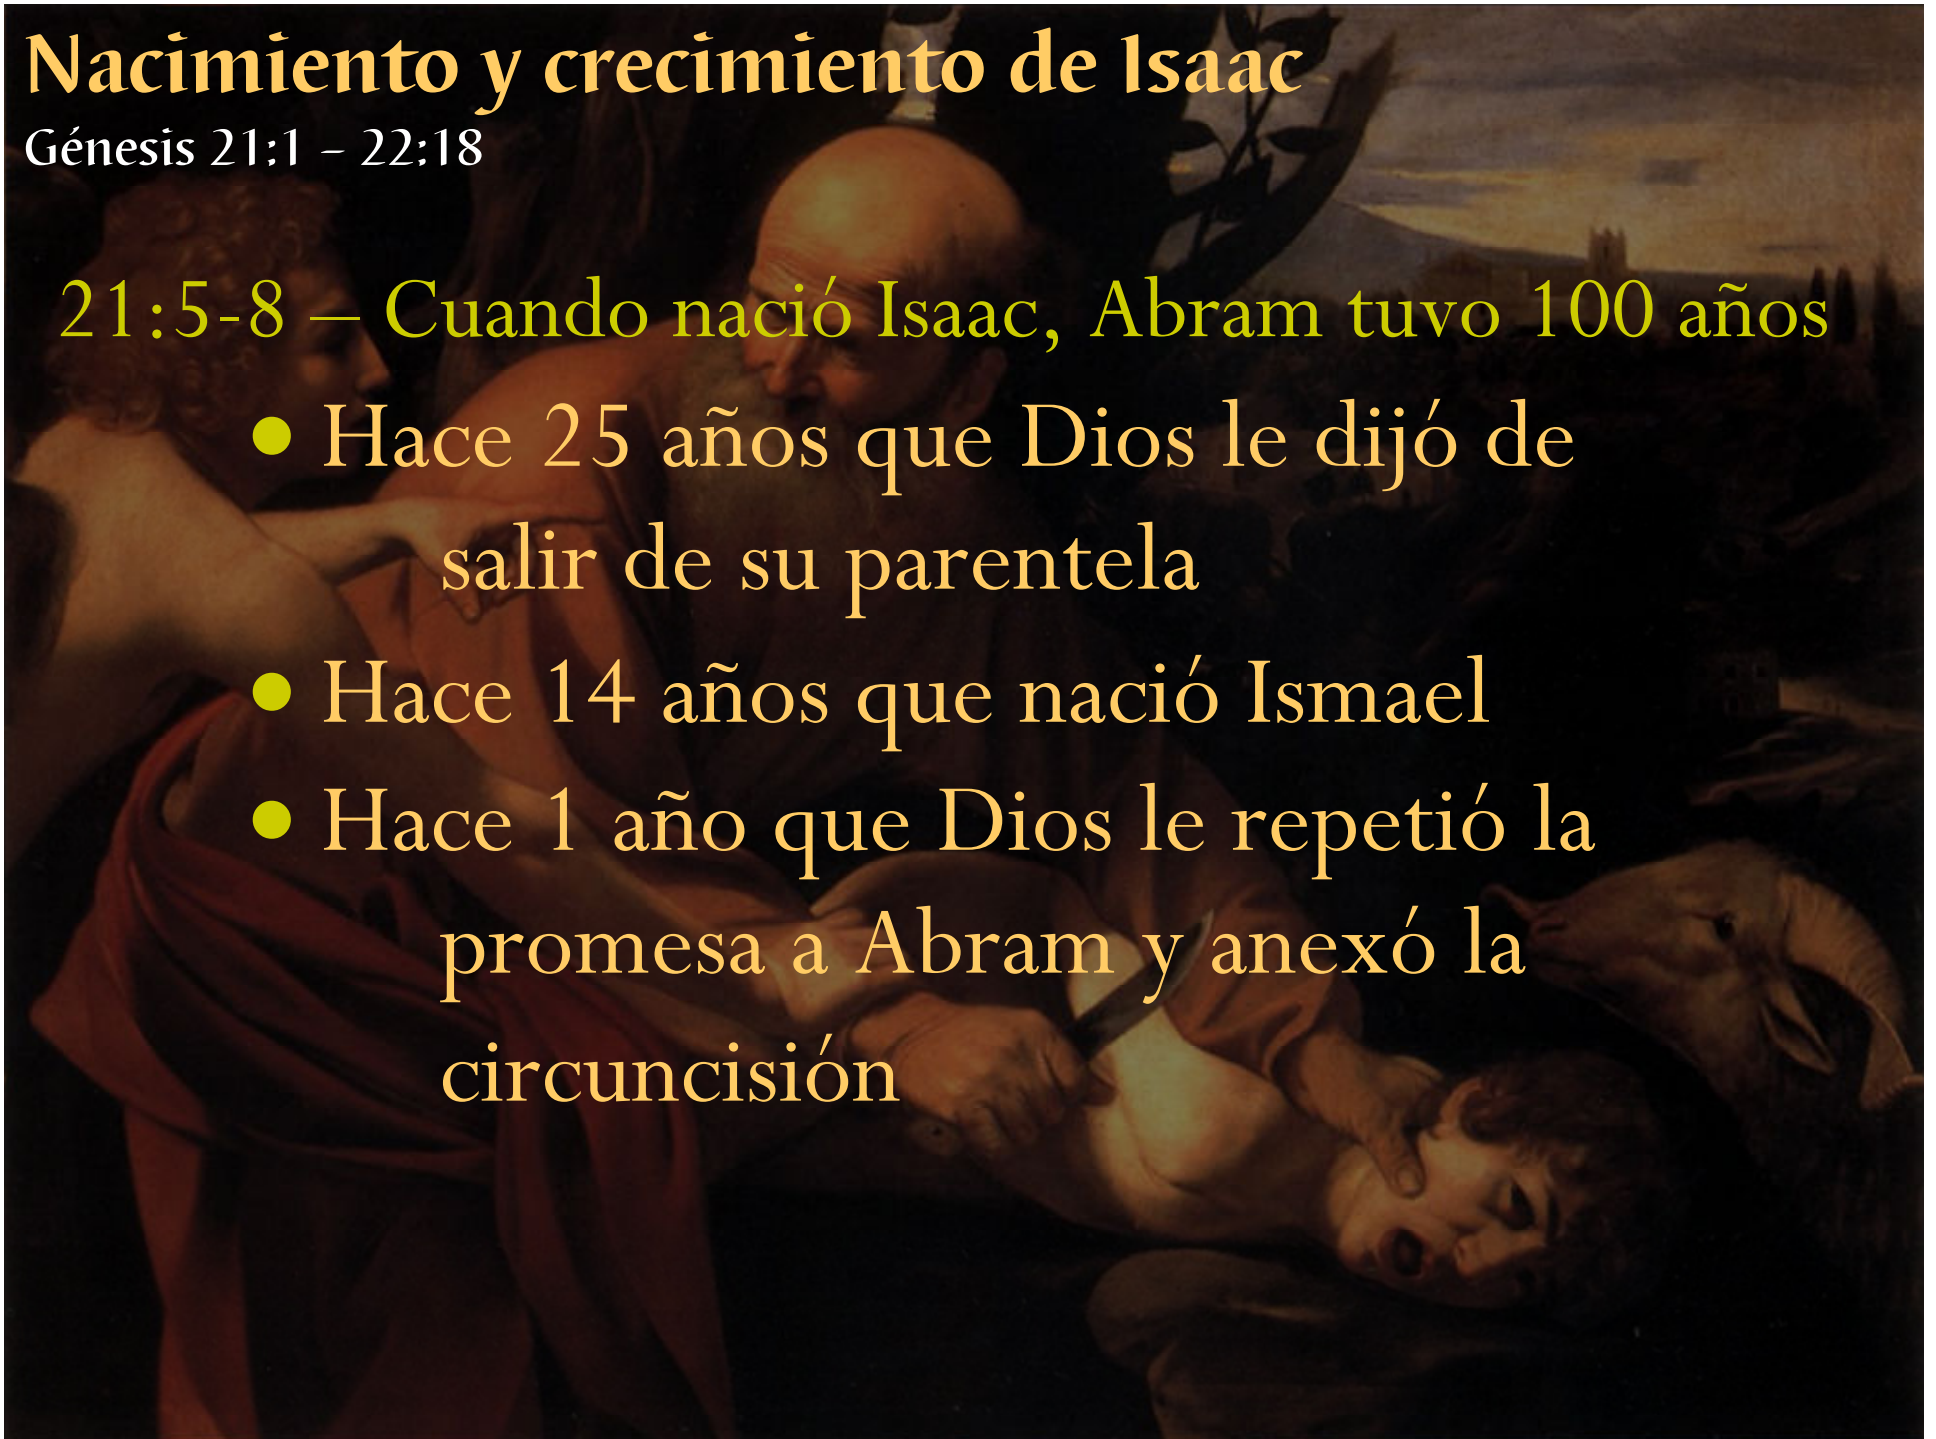 Nacimiento y crecimiento de Isaac
Génesis 21:1 – 22:18
21:5-8 – Cuando nació Isaac, Abram tuvo 100 años
● Hace 25 años que Dios le dijó de
salir de su parentela
● Hace 14 años que nació Ismael
● Hace 1 año que Dios le repetió la
promesa a Abram y anexó la
circuncisión